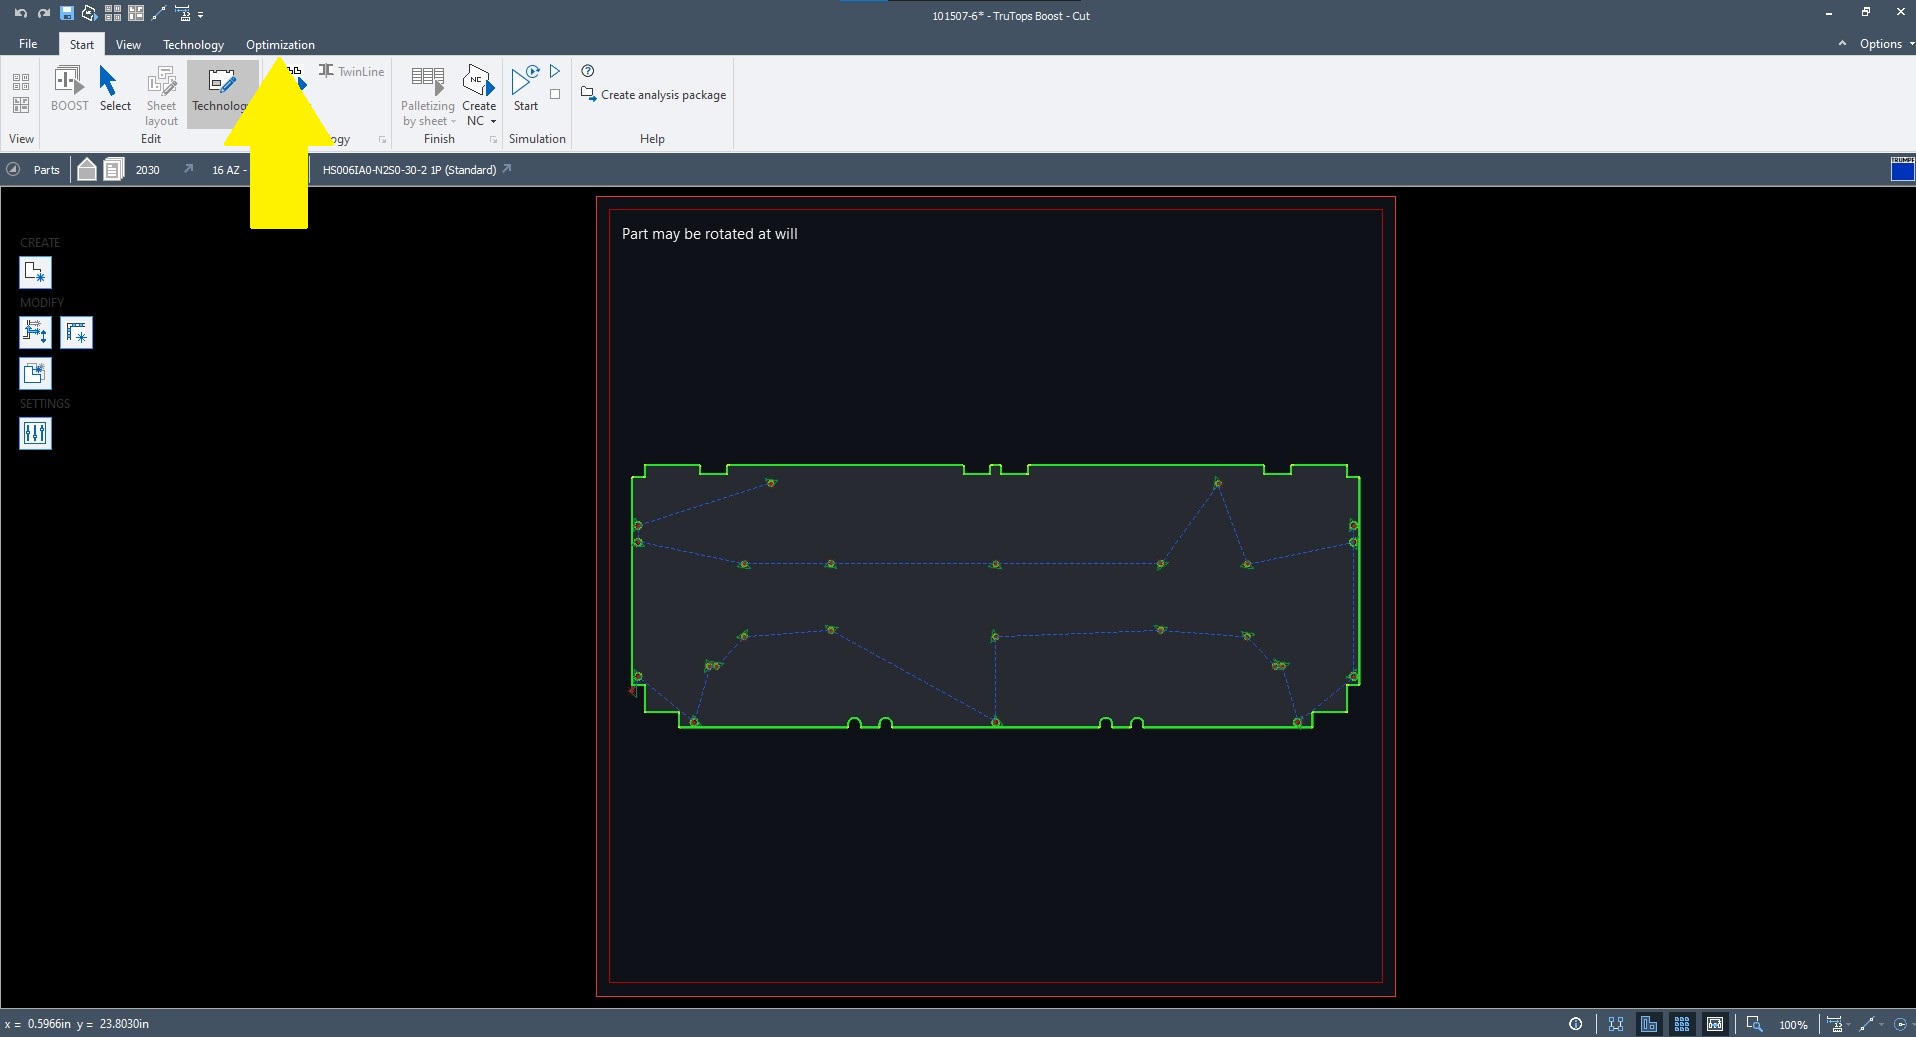 101507-6* - TruTops Boost - Cut
File Start View Technology Optimization Options
TwinLine
BOOST Select Sheet layout
Palletizing by sheet
Create NC
Start
Create analysis package
View Edit Finish Simulation Help
Parts 2030 16 AZ - HS006IA0-N2S0-30-2 1P (Standard)
TRUMPF
Part may be rotated at will
CREATE
MODIFY
SETTINGS
x = 0.5966in y = 23.8030in
100%